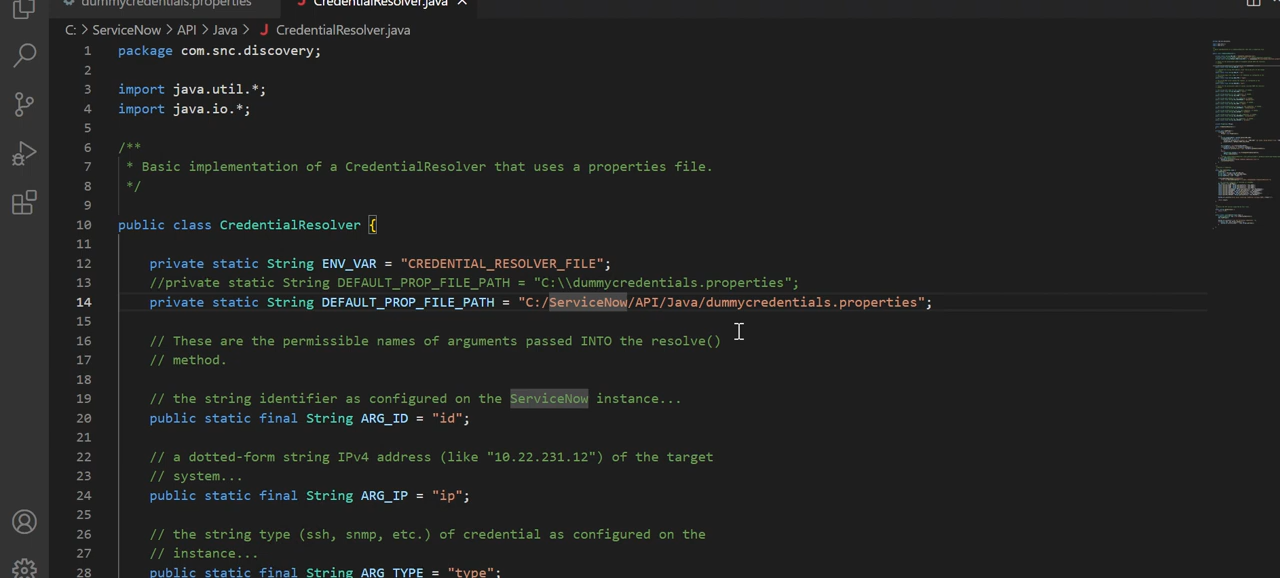 dummycredentials.properties
CredentialResolver.java
C: > ServiceNow > API > Java > J CredentialResolver.java
1 package com.snc.discovery;
2
3 import java.util.*;
4 import java.io.*;
5
6 /**
7 * Basic implementation of a CredentialResolver that uses a properties file.
8 */
9
10 public class CredentialResolver {
11
12 private static String ENV_VAR = "CREDENTIAL_RESOLVER_FILE";
13 //private static String DEFAULT_PROP_FILE_PATH = "C:\\dummycredentials.properties";
14 private static String DEFAULT_PROP_FILE_PATH = "C:/ServiceNow/API/Java/dummycredentials.properties";
15
16 // These are the permissible names of arguments passed INTO the resolve()
17 // method.
18
19 // the string identifier as configured on the ServiceNow instance...
20 public static final String ARG_ID = "id";
21
22 // a dotted-form string IPv4 address (like "10.22.231.12") of the target
23 // system...
24 public static final String ARG_IP = "ip";
25
26 // the string type (ssh, snmp, etc.) of credential as configured on the
27 // instance...
28 public static final String ARG_TYPE = "type";